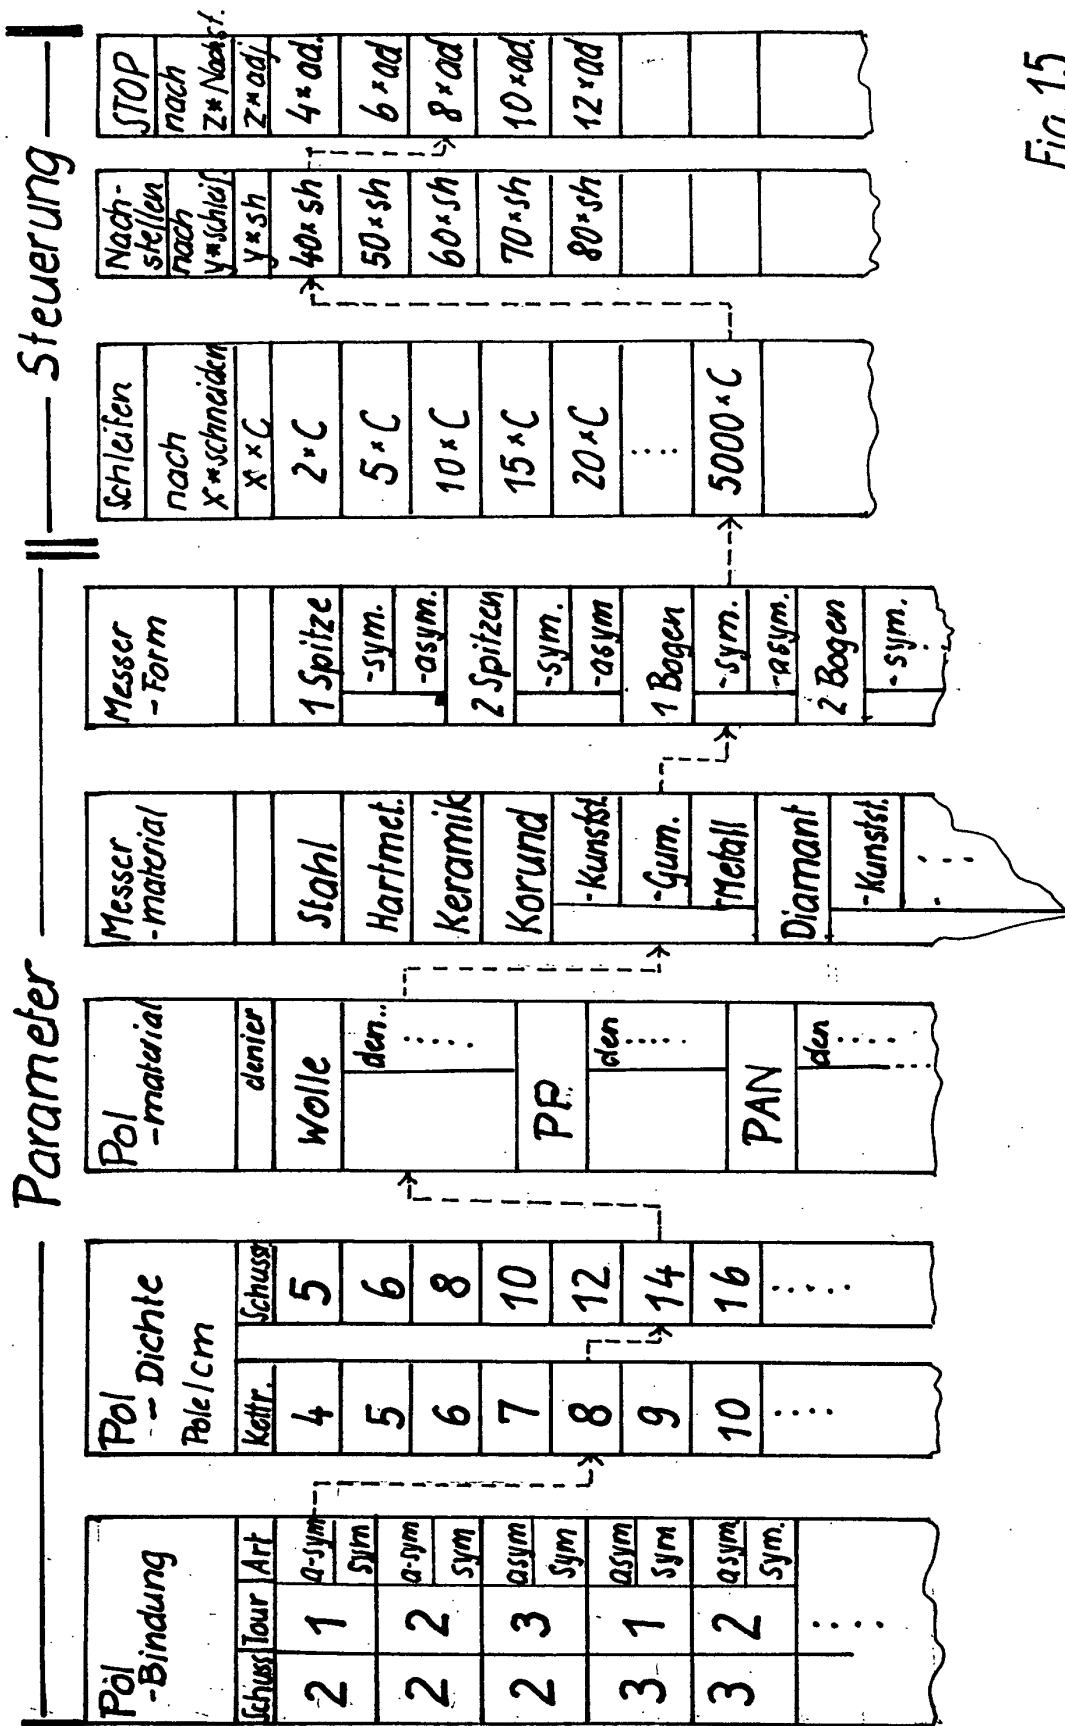 Parameter
Steuerung
Pol
-Bindung
Schuss Tour Art
2 1 a-sym
sym
2 2 a-sym
sym
2 3 asym
sym
3 1 asym
sym
3 2 asym
sym.
. . . .
Pol
- Dichte
Pole/cm
Kettr.
4
5
6
7
8
9
10
. . . .
Schuss
5
6
8
10
12
14
16
. . . . .
Pol
-material
denier
Wolle
den..
. . . . .
PP.
den
. . . . .
PAN
den
. . . . .
Messer
-material
Stahl
Hartmet.
Keramik
Korund
-Kunstst.
-Gum.
-Metall
Diamant
-Kunstst.
. . .
Messer
-Form
1 Spitze
-sym.
-asym.
2 Spitzen
-sym.
-asym
1 Bogen
-sym.
-asym.
2 Bogen
-sym.
Schleifen
nach
x*schneiden
x * C
2 * C
5 * C
10 * C
15 * C
20 * C
. . . .
5000 * C
Nach-
stellen
nach
y*schleif.
y*sh
40*sh
50*sh
60*sh
70*sh
80*sh
STOP
nach
z*Nachst.
z*adj
4*ad.
6*ad
8*ad
10*ad.
12*ad
Fig 15